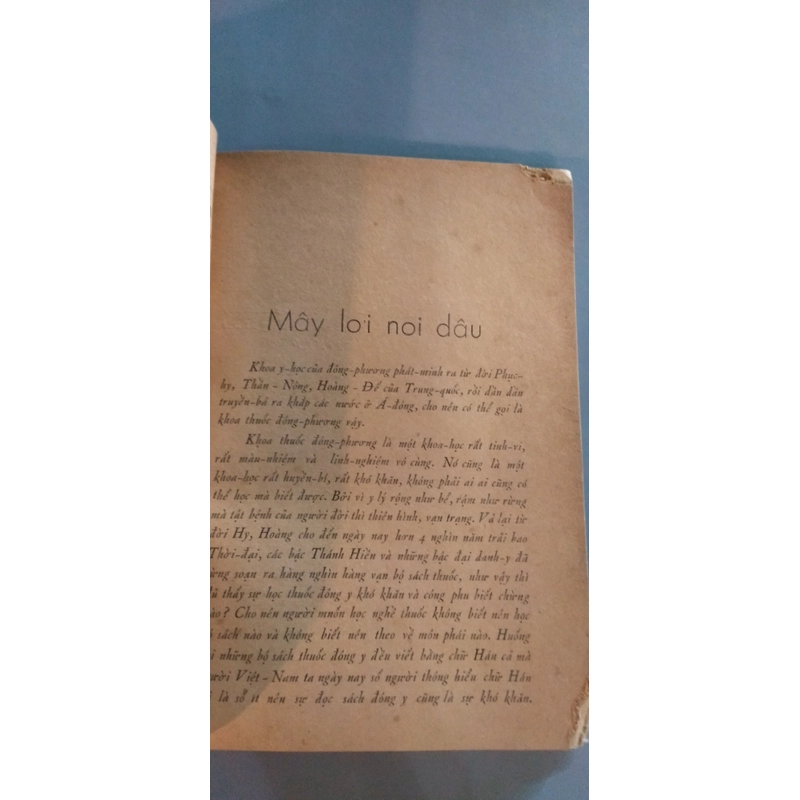 Mây lơi noi dâu
Khoa y-học của đông-phương phát-minh ra từ đời Phục-
hy, Thần - Nông, Hoàng - Đế của Trung-quốc, rồi dần dần
truyền-bá ra khắp các nước ở Á-đông, cho nên có thể gọi là
khoa thuốc đông-phương vậy.
Khoa thuốc đông-phương là một khoa-học rất tinh-vi,
rất màu-nhiệm và linh-nghiệm vô cùng. Nó cũng là một
khoa-học rất huyền-bí, rất khó khăn, không phải ai ai cũng có
thể học mà biết được. Bởi vì y lý rộng như bể, rậm như rừng
mà tật bệnh của người đời thì thiên hình, vạn trạng. Vả lại từ
đời Hy, Hoàng cho đến ngày nay hơn 4 nghìn năm trải bao
Thời-đại, các bậc Thánh Hiền và những bậc đại danh-y đã
ừng soạn ra hàng nghìn hàng vạn bộ sách thuốc, như vậy thì
ủ thấy sự học thuốc đông y khó khăn và công phu biết chừng
ào? Cho nên người muốn học nghề thuốc không biết nên học
sách nào và không biết nên theo về môn phái nào. Huống
i những bộ sách thuốc đông y đều viết bằng chữ Hán cả mà
ười Việt-Nam ta ngày nay số người thông hiểu chữ Hán
là số ít nên sự đọc sách đông y cũng là sự khó khăn.